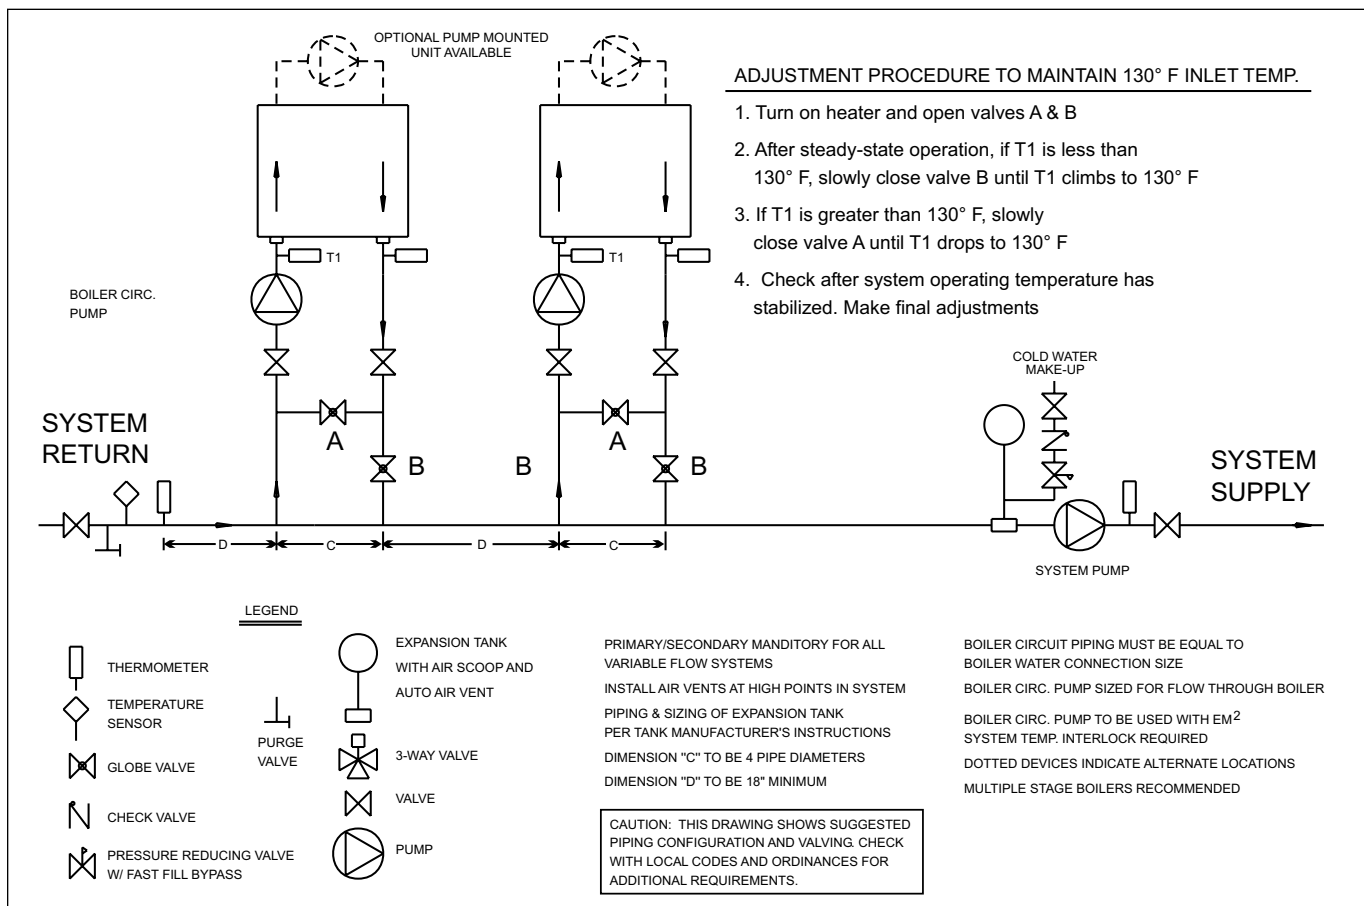 OPTIONAL PUMP MOUNTED
UNIT AVAILABLE
ADJUSTMENT PROCEDURE TO MAINTAIN 130° F INLET TEMP.
1. Turn on heater and open valves A & B
2. After steady-state operation, if T1 is less than
130° F, slowly close valve B until T1 climbs to 130° F
3. If T1 is greater than 130° F, slowly
close valve A until T1 drops to 130° F
4. Check after system operating temperature has
stabilized. Make final adjustments
T1
T1
BOILER CIRC.
PUMP
COLD WATER
MAKE-UP
SYSTEM
RETURN
A
B
B
A
B
SYSTEM
SUPPLY
D
C
D
C
SYSTEM PUMP
LEGEND
THERMOMETER
TEMPERATURE
SENSOR
GLOBE VALVE
CHECK VALVE
PRESSURE REDUCING VALVE
W/ FAST FILL BYPASS
PURGE
VALVE
EXPANSION TANK
WITH AIR SCOOP AND
AUTO AIR VENT
3-WAY VALVE
VALVE
PUMP
PRIMARY/SECONDARY MANDITORY FOR ALL
VARIABLE FLOW SYSTEMS
INSTALL AIR VENTS AT HIGH POINTS IN SYSTEM
PIPING & SIZING OF EXPANSION TANK
PER TANK MANUFACTURER'S INSTRUCTIONS
DIMENSION "C" TO BE 4 PIPE DIAMETERS
DIMENSION "D" TO BE 18" MINIMUM
CAUTION: THIS DRAWING SHOWS SUGGESTED
PIPING CONFIGURATION AND VALVING. CHECK
WITH LOCAL CODES AND ORDINANCES FOR
ADDITIONAL REQUIREMENTS.
BOILER CIRCUIT PIPING MUST BE EQUAL TO
BOILER WATER CONNECTION SIZE
BOILER CIRC. PUMP SIZED FOR FLOW THROUGH BOILER
BOILER CIRC. PUMP TO BE USED WITH EM²
SYSTEM TEMP. INTERLOCK REQUIRED
DOTTED DEVICES INDICATE ALTERNATE LOCATIONS
MULTIPLE STAGE BOILERS RECOMMENDED